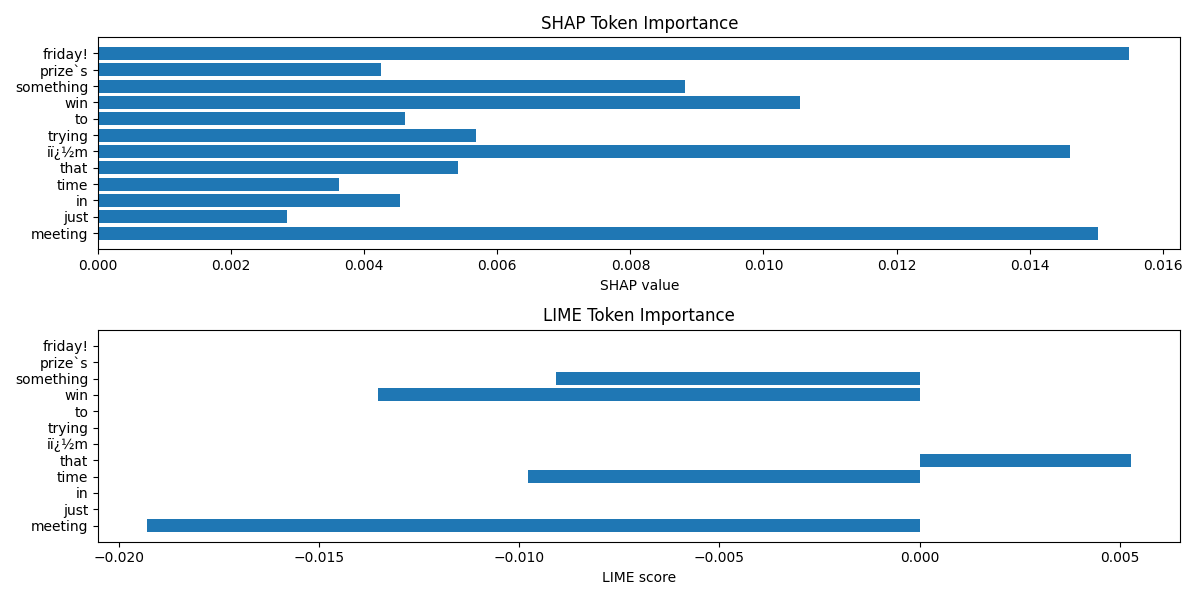 SHAP Token Importance
friday!
prize`s
something
win
to
trying
iï¿½m
that
time
in
just
meeting
0.000 0.002 0.004 0.006 0.008 0.010 0.012 0.014 0.016
SHAP value
LIME Token Importance
friday!
prize`s
something
win
to
trying
iï¿½m
that
time
in
just
meeting
−0.020 −0.015 −0.010 −0.005 0.000 0.005
LIME score